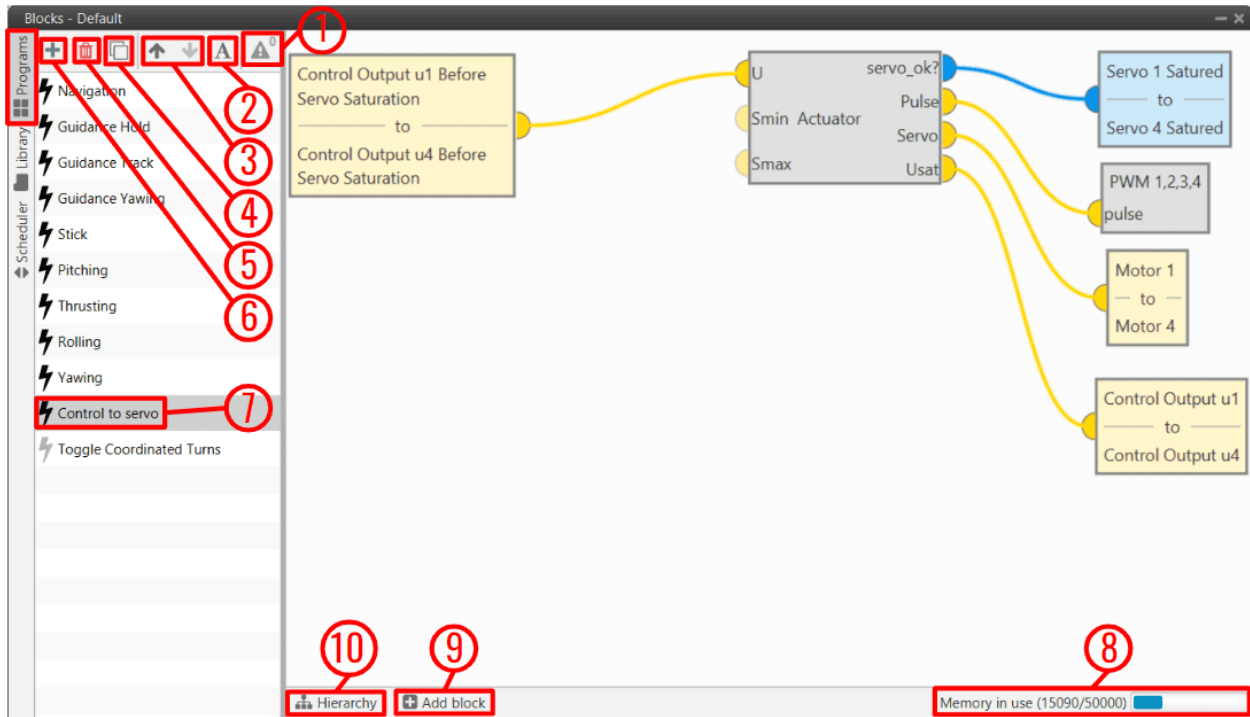 Blocks - Default
Programs
Library
Scheduler
A
0
1
2
3
4
5
6
7
8
9
10
Navigation
Guidance Hold
Guidance Track
Guidance Yawing
Stick
Pitching
Thrusting
Rolling
Yawing
Control to servo
Toggle Coordinated Turns
Control Output u1 Before
Servo Saturation
to
Control Output u4 Before
Servo Saturation
U
servo_ok?
Pulse
Smin Actuator
Servo
Smax
Usat
Servo 1 Satured
to
Servo 4 Satured
PWM 1,2,3,4
pulse
Motor 1
to
Motor 4
Control Output u1
to
Control Output u4
Hierarchy
Add block
Memory in use (15090/50000)